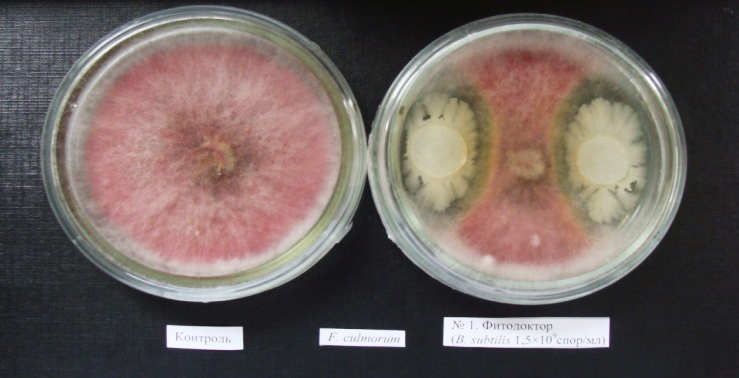 Контроль
F. culmorum
№ 1. Фитодоктор
(B. subtilis 1,5×10⁹спор/мл)